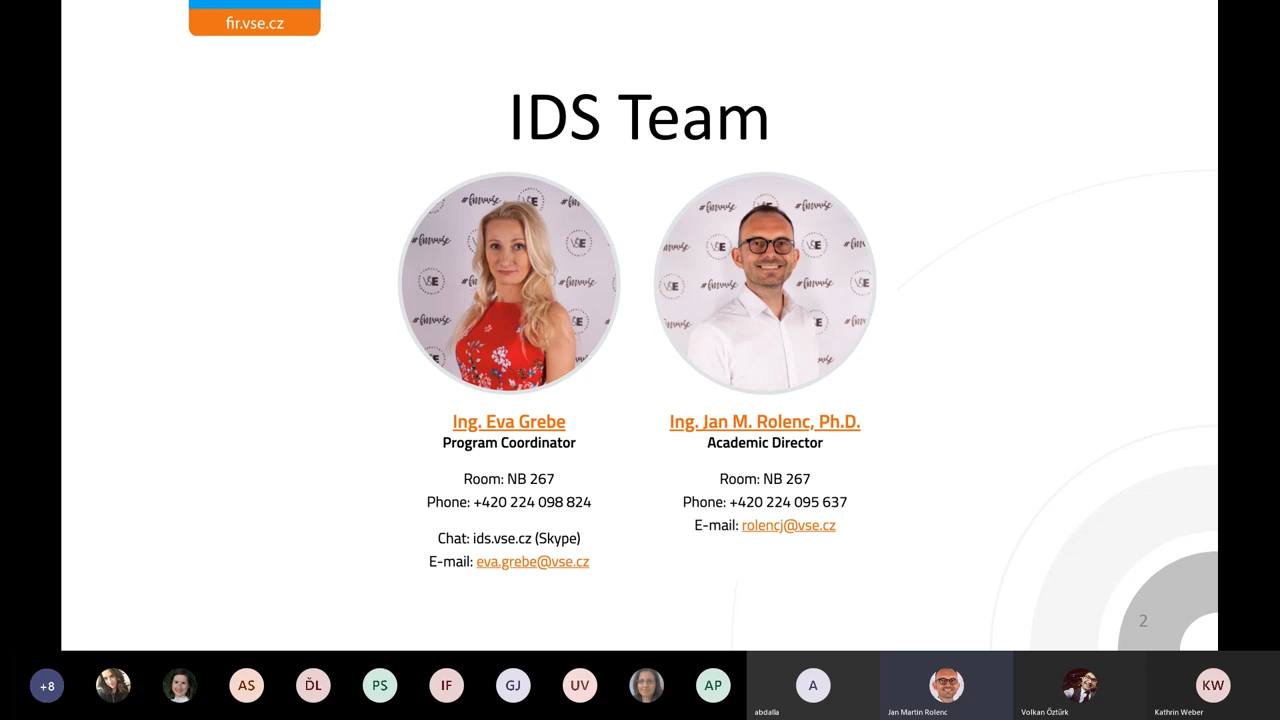 fir.vse.cz
IDS Team
Ing. Eva Grebe
Program Coordinator
Room: NB 267
Phone: +420 224 098 824
Chat: ids.vse.cz (Skype)
E-mail: eva.grebe@vse.cz
Ing. Jan M. Rolenc, Ph.D.
Academic Director
Room: NB 267
Phone: +420 224 095 637
E-mail: rolencj@vse.cz
2
+8
AS
ĎL
PS
IF
GJ
UV
AP
A
abdalla
Jan Martin Rolenc
Volkan Öztürk
KW
Kathrin Weber